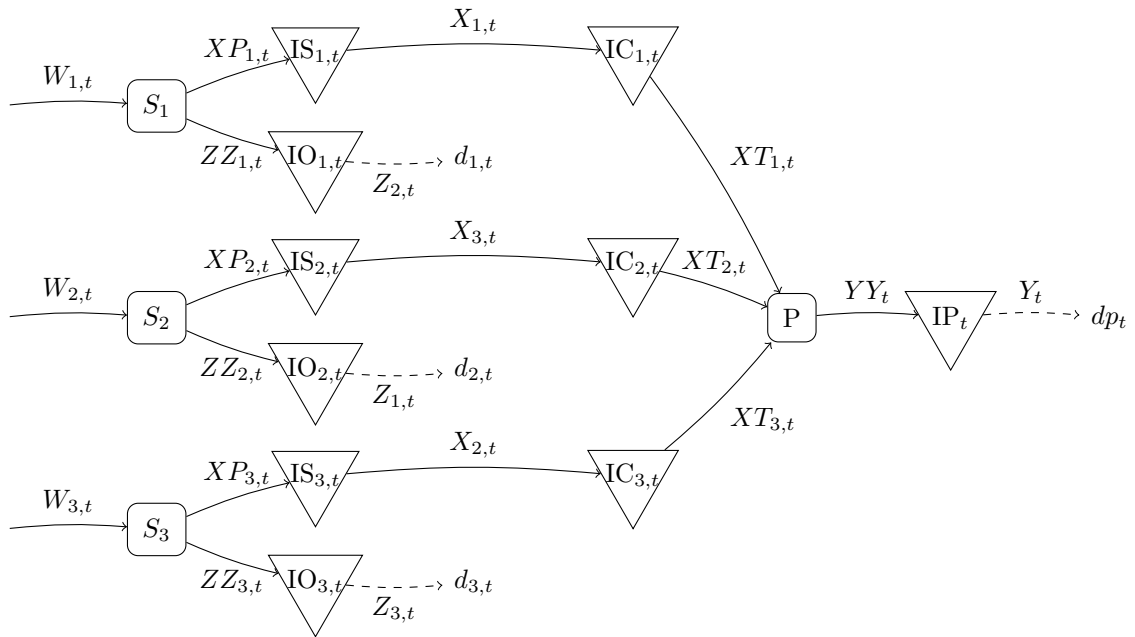 X_{1,t}
XP_{1,t} IS_{1,t} IC_{1,t}
W_{1,t}
S_1
ZZ_{1,t} IO_{1,t} d_{1,t}
Z_{2,t}
XT_{1,t}
X_{3,t}
XP_{2,t} IS_{2,t} IC_{2,t} XT_{2,t}
W_{2,t}
S_2 P YY_t IP_t Y_t dp_t
ZZ_{2,t} IO_{2,t} d_{2,t}
Z_{1,t}
XT_{3,t}
X_{2,t}
XP_{3,t} IS_{3,t} IC_{3,t}
W_{3,t}
S_3
ZZ_{3,t} IO_{3,t} d_{3,t}
Z_{3,t}